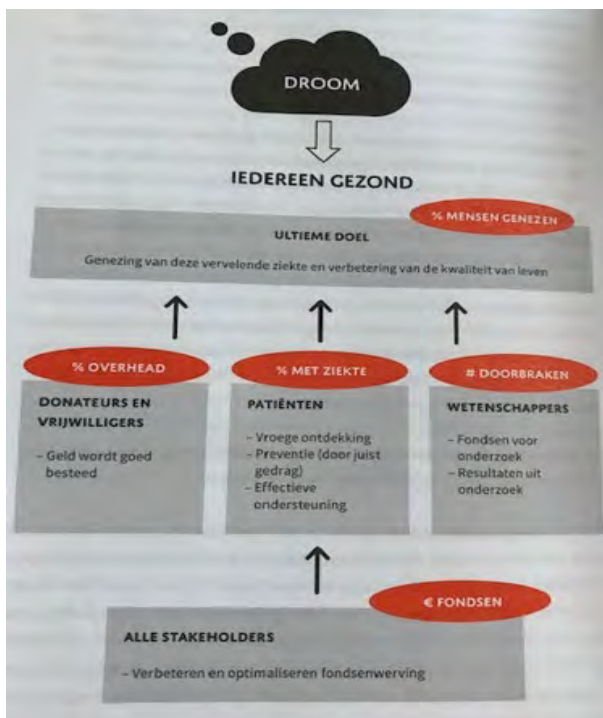 DROOM
IEDEREEN GEZOND
% MENSEN GENEZEN
ULTIEME DOEL
Genezing van deze vervelende ziekte en verbetering van de kwaliteit van leven
% OVERHEAD
DONATEURS EN
VRIJWILLIGERS
– Geld wordt goed
besteed
% MET ZIEKTE
PATIËNTEN
– Vroege ontdekking
– Preventie (door juist
gedrag)
– Effectieve
ondersteuning
# DOORBRAKEN
WETENSCHAPPERS
– Fondsen voor
onderzoek
– Resultaten uit
onderzoek
€ FONDSEN
ALLE STAKEHOLDERS
– Verbeteren en optimaliseren fondsenwerving